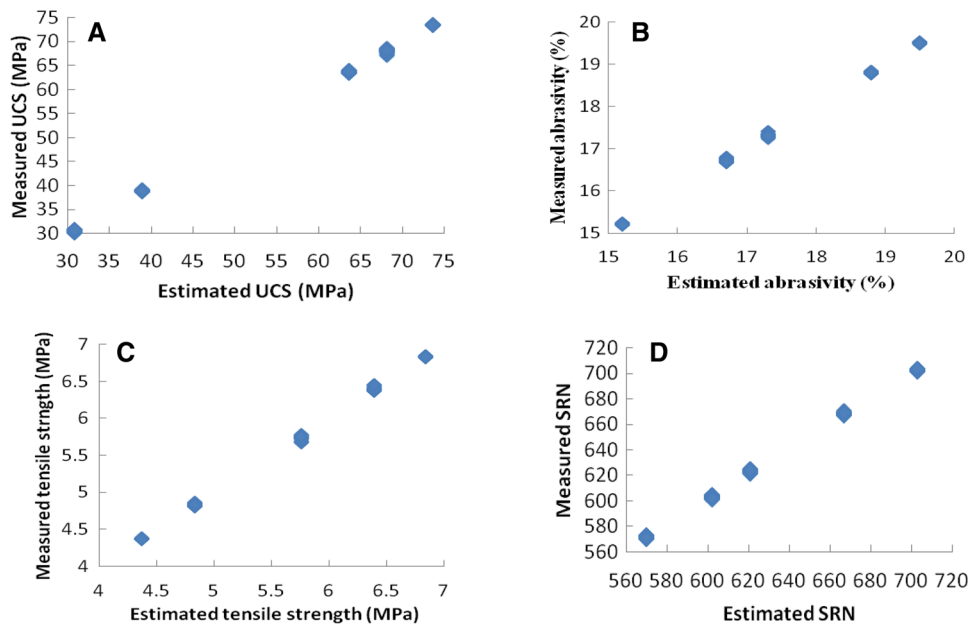 A
Measured UCS (MPa)
75
70
65
60
55
50
45
40
35
30
30 35 40 45 50 55 60 65 70 75
Estimated UCS (MPa)
B
Measured abrasivity (%)
20
19
18
17
16
15
15 16 17 18 19 20
Estimated abrasivity (%)
C
Measured tensile strngth (MPa)
7
6.5
6
5.5
5
4.5
4
4 4.5 5 5.5 6 6.5 7
Estimated tensile strength (MPa)
D
Measured SRN
720
700
680
660
640
620
600
580
560
560 580 600 620 640 660 680 700 720
Estimated SRN